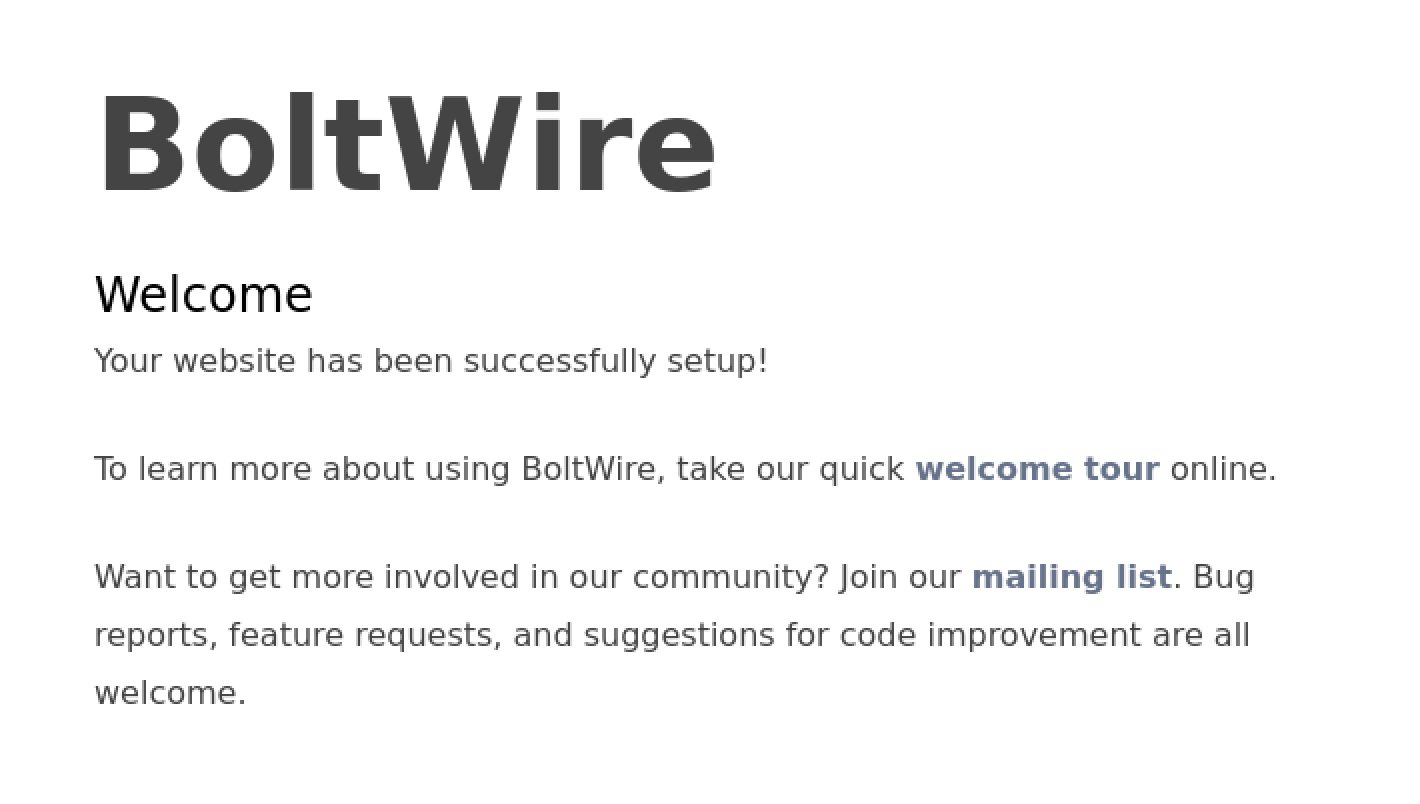 BoltWire
Welcome
Your website has been successfully setup!
To learn more about using BoltWire, take our quick welcome tour online.
Want to get more involved in our community? Join our mailing list. Bug
reports, feature requests, and suggestions for code improvement are all
welcome.